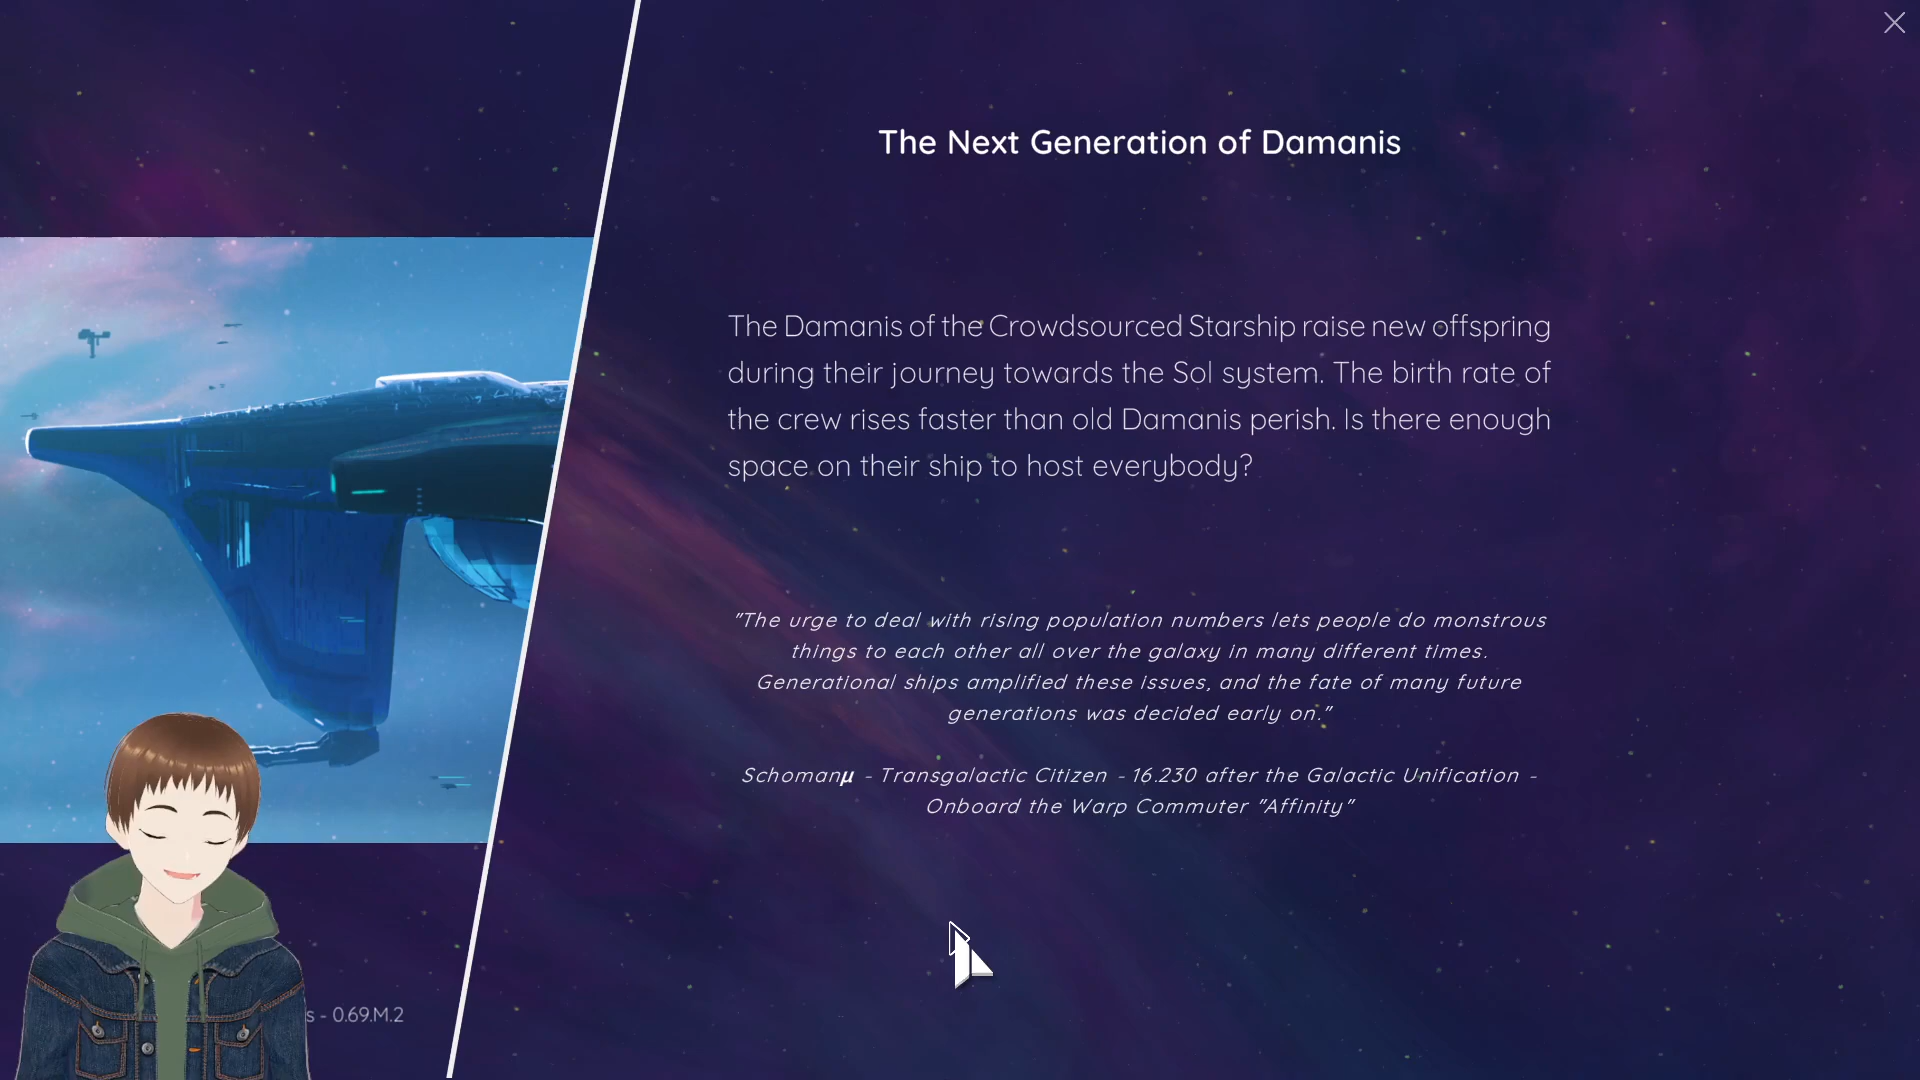 The Next Generation of Damanis
The Damanis of the Crowdsourced Starship raise new offspring
during their journey towards the Sol system. The birth rate of
the crew rises faster than old Damanis perish. Is there enough
space on their ship to host everybody?
"The urge to deal with rising population numbers lets people do monstrous
things to each other all over the galaxy in many different times.
Generational ships amplified these issues, and the fate of many future
generations was decided early on."
Schomanμ - Transgalactic Citizen - 16.230 after the Galactic Unification -
Onboard the Warp Commuter "Affinity"
s - 0.69.M.2